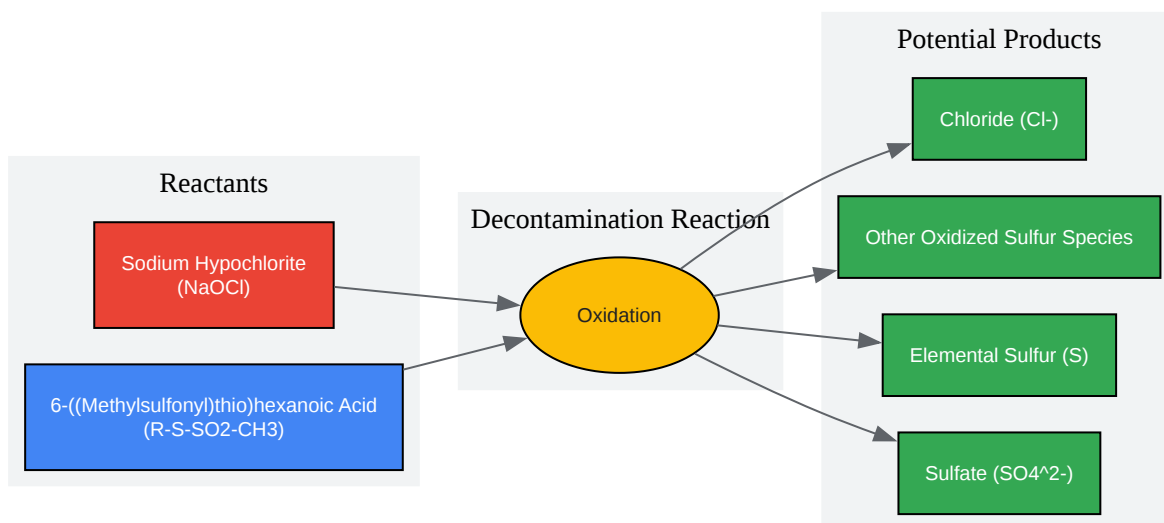 Reactants
Sodium Hypochlorite
(NaOCl)
6-((Methylsulfonyl)thio)hexanoic Acid
(R-S-SO2-CH3)
Decontamination Reaction
Oxidation
Potential Products
Chloride (Cl-)
Other Oxidized Sulfur Species
Elemental Sulfur (S)
Sulfate (SO4^2-)